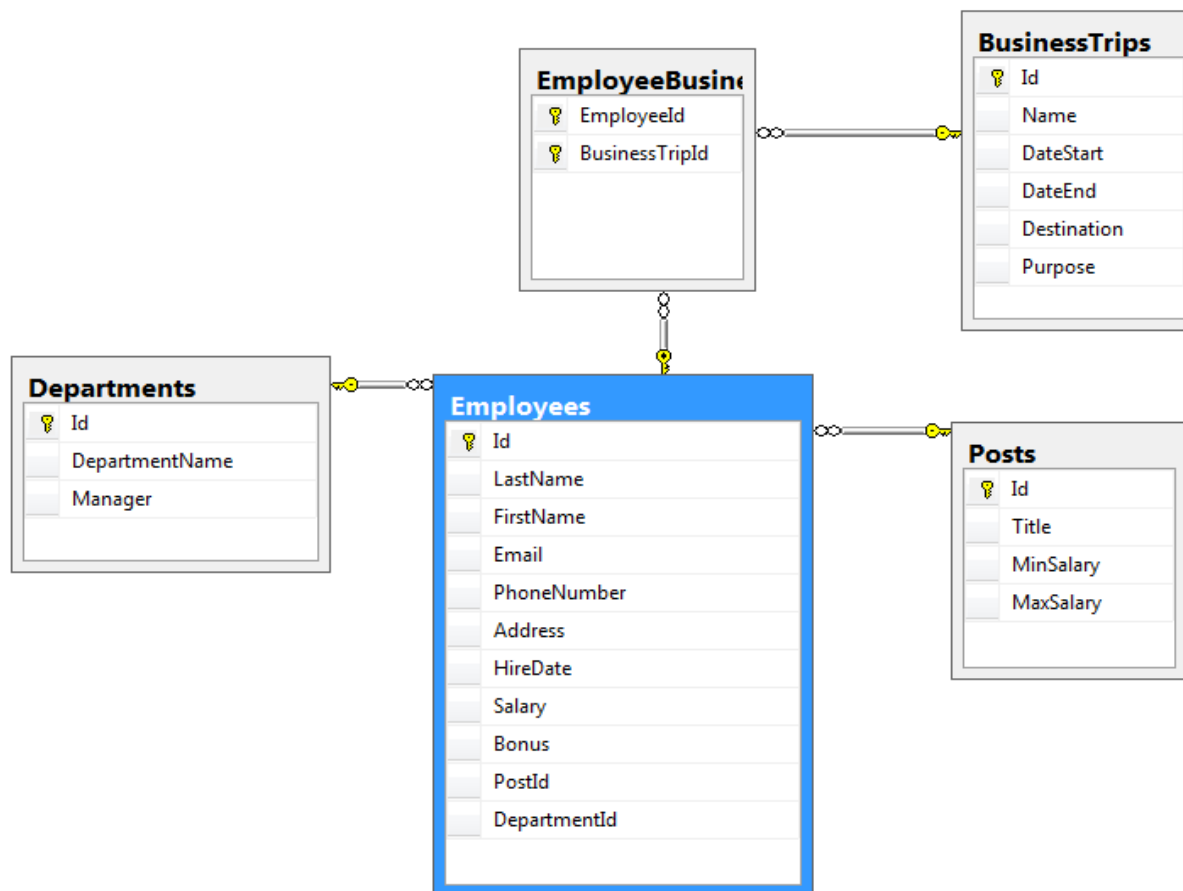 BusinessTrips
Id
Name
DateStart
DateEnd
Destination
Purpose
EmployeeBusine
EmployeeId
BusinessTripId
Departments
Id
DepartmentName
Manager
Employees
Id
LastName
FirstName
Email
PhoneNumber
Address
HireDate
Salary
Bonus
PostId
DepartmentId
Posts
Id
Title
MinSalary
MaxSalary